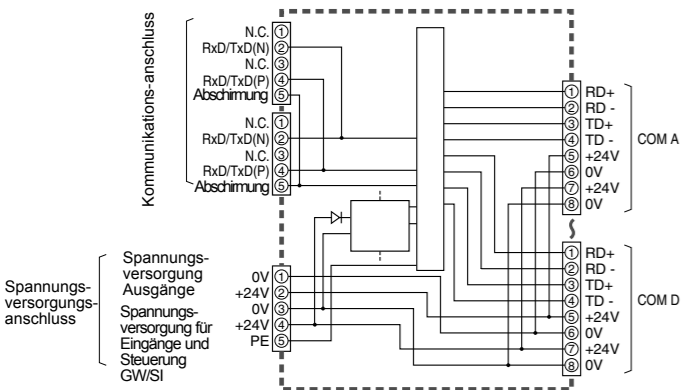 Kommunikations-anschluss
N.C. ①
RxD/TxD(N) ②
N.C. ③
RxD/TxD(P) ④
Abschirmung ⑤
N.C. ①
RxD/TxD(N) ②
N.C. ③
RxD/TxD(P) ④
Abschirmung ⑤
Spannungs-
versorgungs-
anschluss
Spannungs-
versorgung
Ausgänge
Spannungs-
versorgung für
Eingänge und
Steuerung
GW/SI
0V ①
+24V ②
0V ③
+24V ④
PE ⑤
① RD+
② RD -
③ TD+
④ TD -
⑤ +24V
⑥ 0V
⑦ +24V
⑧ 0V
COM A
① RD+
② RD -
③ TD+
④ TD -
⑤ +24V
⑥ 0V
⑦ +24V
⑧ 0V
COM D